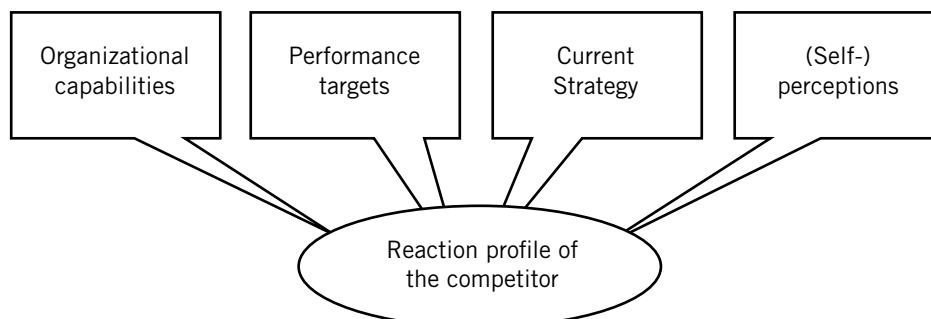 Organizational
capabilities
Performance
targets
Current
Strategy
(Self-)
perceptions
Reaction profile of
the competitor